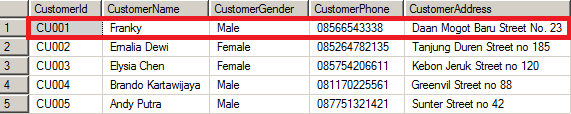 CustomerId CustomerName CustomerGender CustomerPhone CustomerAddress
1 CU001 Franky Male 08566543338 Daan Mogot Baru Street No. 23
2 CU002 Emalia Dewi Female 085264782135 Tanjung Duren Street no 185
3 CU003 Elysia Chen Female 085754206611 Kebon Jeruk Street no 120
4 CU004 Brando Kartawijaya Male 081170225561 Greenvil Street no 88
5 CU005 Andy Putra Male 087751321421 Sunter Street no 42